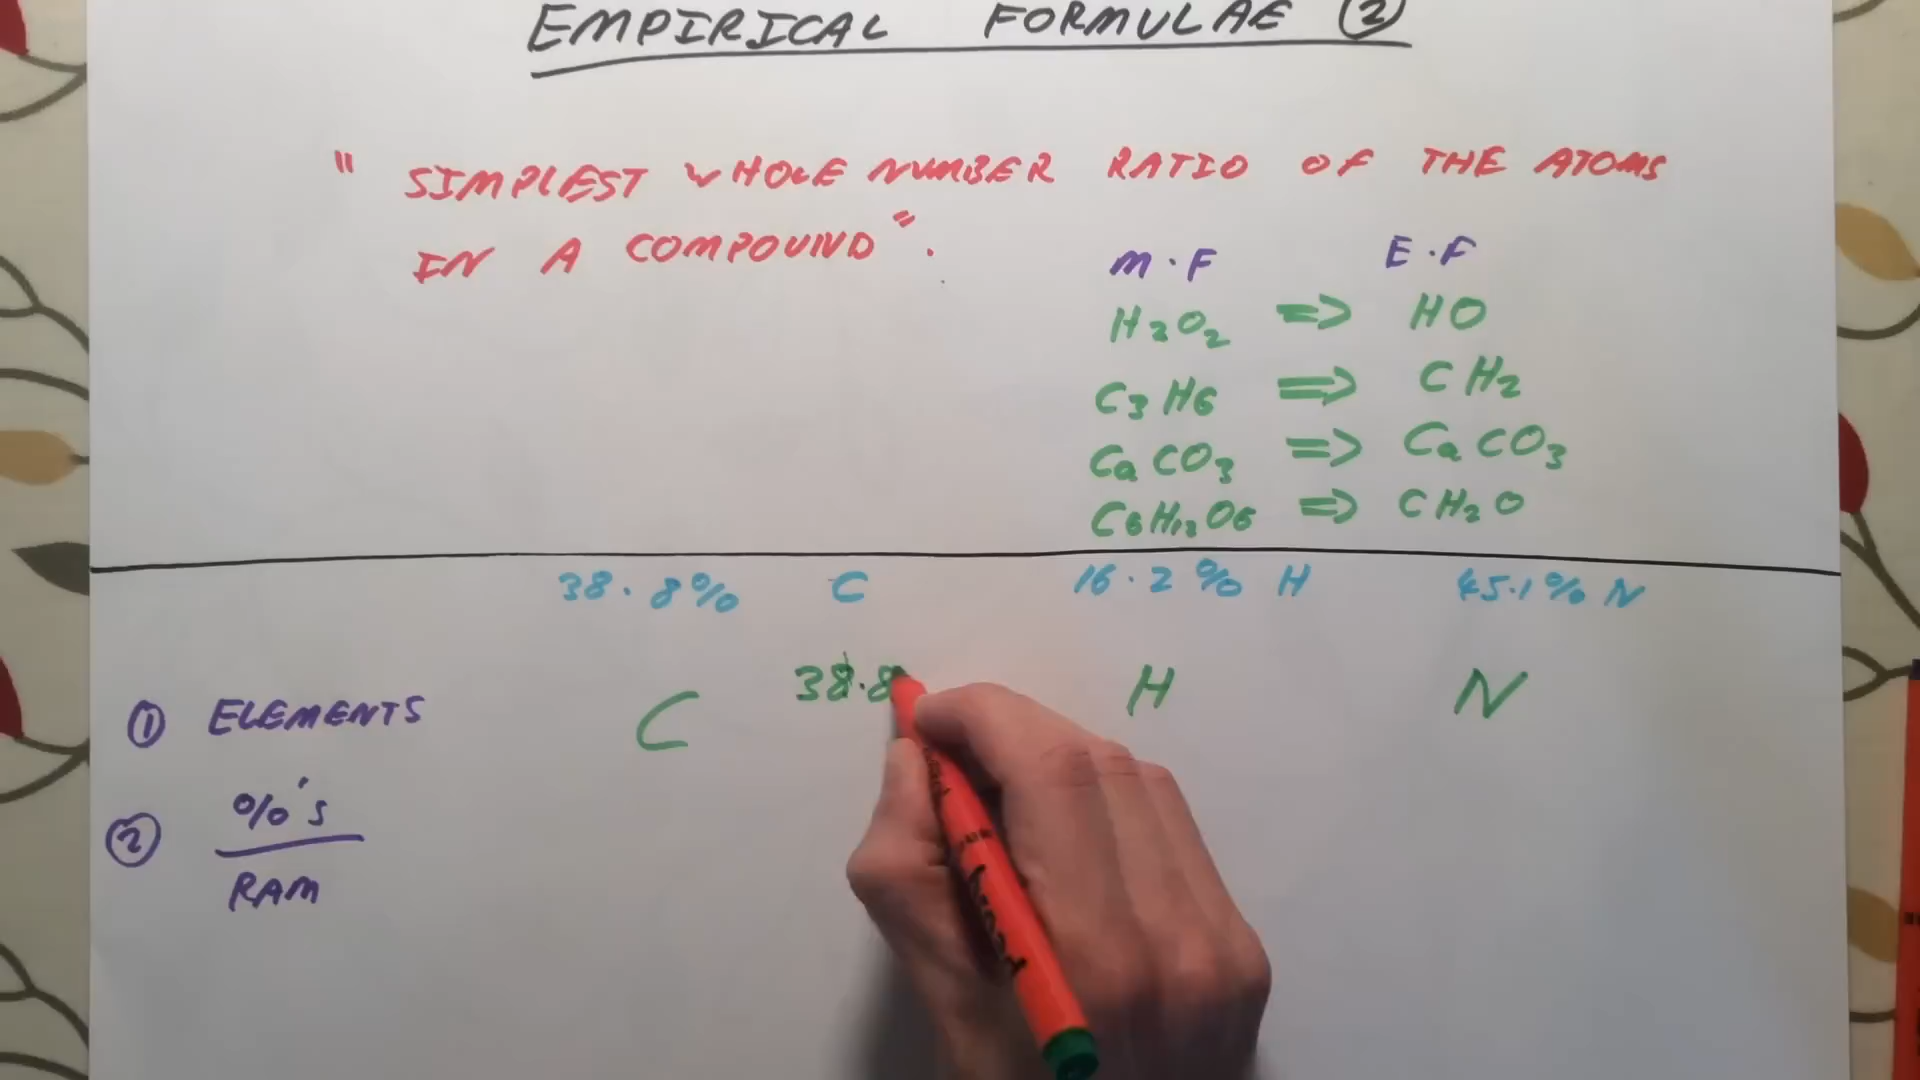 EMPIRICAL FORMULAE ②
" SIMPLEST WHOLE NUMBER RATIO OF THE ATOMS
IN A COMPOUND".
M.F E.F
H2O2 => HO
C3H6 => CH2
CaCO3 => CaCO3
C6H12O6 => CH2O
38.8% C 16.2% H 45.1% N
① ELEMENTS C 38.8 H N
② %'s
RAM